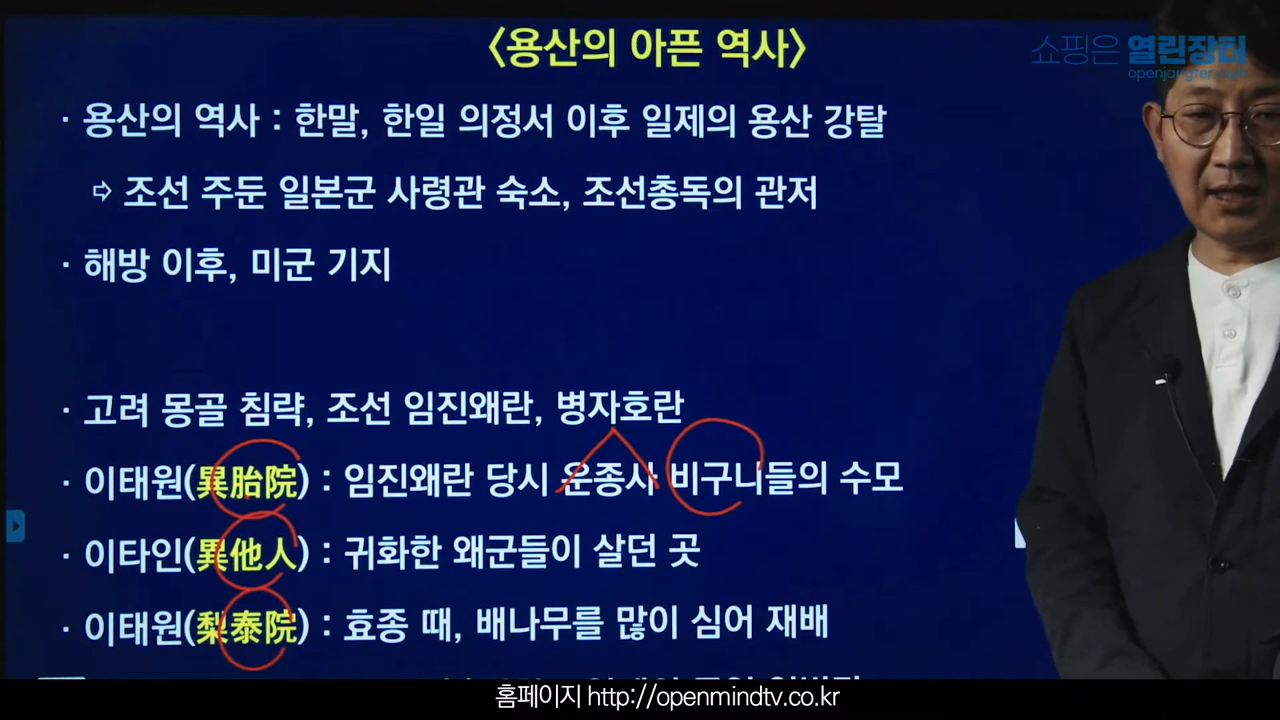 〈용산의 아픈 역사〉
쇼핑은 열린장터
openjangter.com
· 용산의 역사 : 한말, 한일 의정서 이후 일제의 용산 강탈
⇨ 조선 주둔 일본군 사령관 숙소, 조선총독의 관저
· 해방 이후, 미군 기지
· 고려 몽골 침략, 조선 임진왜란, 병자호란
· 이태원(異胎院) : 임진왜란 당시 운종사 비구니들의 수모
· 이타인(異他人) : 귀화한 왜군들이 살던 곳
· 이태원(梨泰院) : 효종 때, 배나무를 많이 심어 재배
홈페이지 http://openmindtv.co.kr